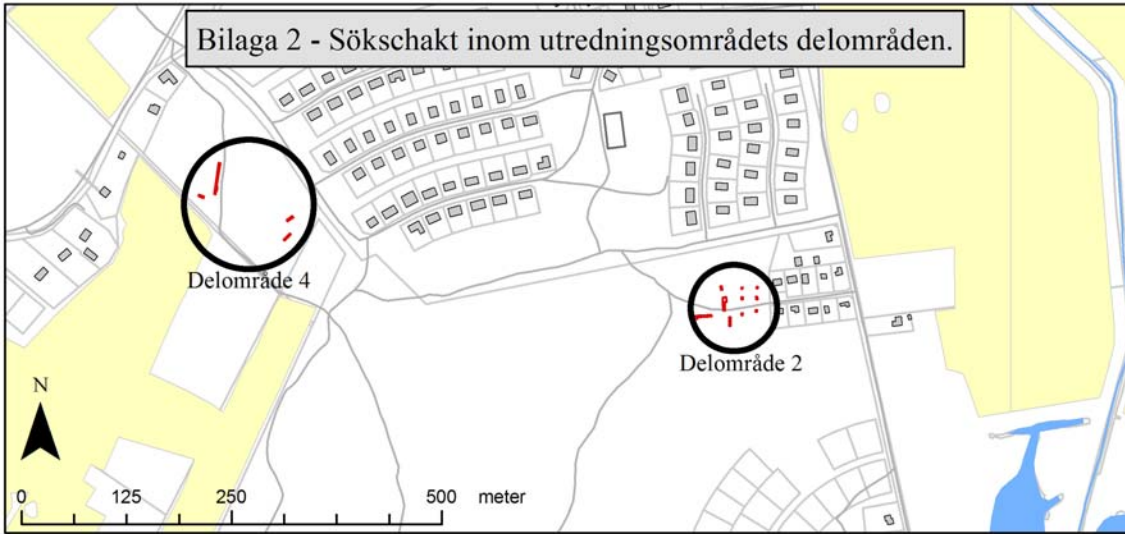 Bilaga 2 - Sökschakt inom utredningsområdets delområden.
Delområde 4
Delområde 2
N
0 125 250 500 meter